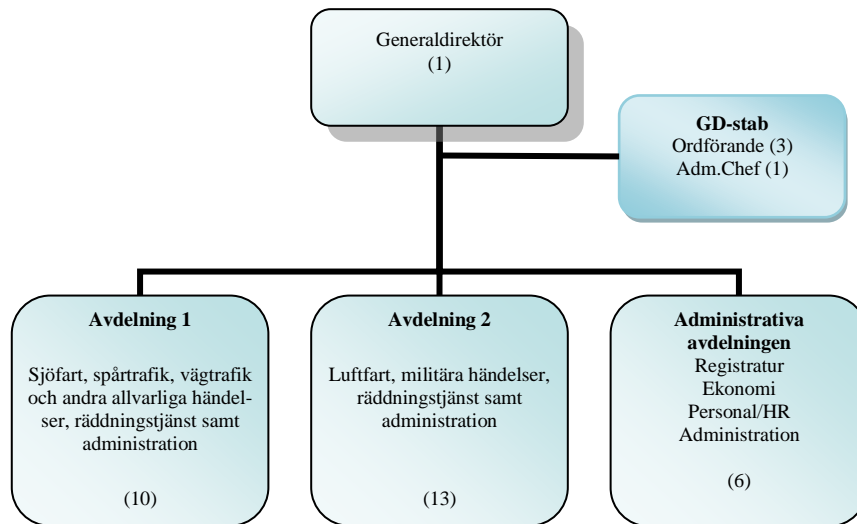 Generaldirektör
(1)
GD-stab
Ordförande (3)
Adm.Chef (1)
Avdelning 1
Sjöfart, spårtrafik, vägtrafik
och andra allvarliga händel-
ser, räddningstjänst samt
administration
(10)
Avdelning 2
Luftfart, militära händelser,
räddningstjänst samt
administration
(13)
Administrativa
avdelningen
Registratur
Ekonomi
Personal/HR
Administration
(6)